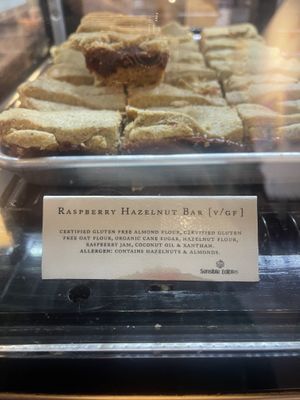 Raspberry Hazelnut Bar [v/gf]
Certified Gluten Free Almond Flour, Certified Gluten
Free Oat Flour, Organic Cane Sugar, Hazelnut Flour,
Raspberry Jam, Coconut Oil & Xantham.
Allergen: Contains Hazelnuts & Almonds.
Sensible Edibles